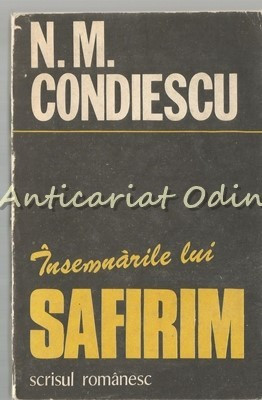 N. M.
CONDIESCU
Anticariat Odin
Însemnările lui
SAFIRIM
scrisul românesc